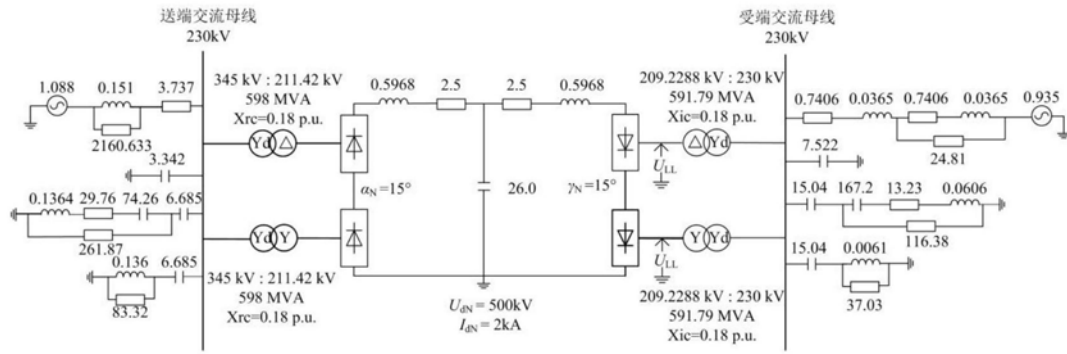 送端交流母线
230kV
受端交流母线
230kV
1.088
0.151
3.737
2160.633
3.342
0.1364
29.76
74.26
6.685
261.87
0.136
6.685
83.32
345 kV : 211.42 kV
598 MVA
Xrc=0.18 p.u.
Yd
△
αN=15°
Yd
Y
345 kV : 211.42 kV
598 MVA
Xrc=0.18 p.u.
0.5968
2.5
2.5
0.5968
26.0
UdN = 500kV
IdN = 2kA
γN=15°
209.2288 kV : 230 kV
591.79 MVA
Xic=0.18 p.u.
ULL
△
Yd
ULL
Y
Yd
209.2288 kV : 230 kV
591.79 MVA
Xic=0.18 p.u.
0.7406
0.0365
0.7406
0.0365
0.935
24.81
7.522
15.04
167.2
13.23
0.0606
116.38
15.04
0.0061
37.03